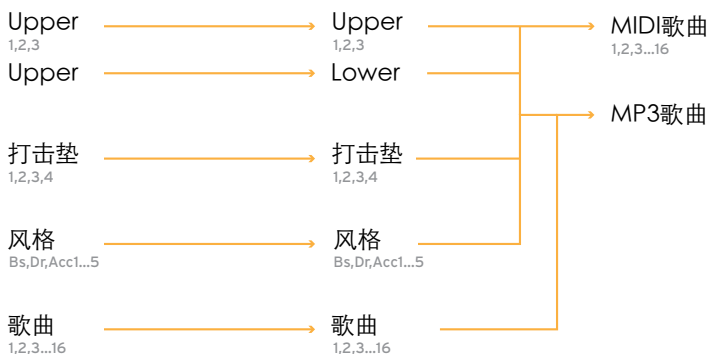 Upper Upper MIDI歌曲
1,2,3 1,2,3 1,2,3...16
Upper Lower
MP3歌曲
打击垫 打击垫
1,2,3,4 1,2,3,4
风格 风格
Bs,Dr,Acc1...5 Bs,Dr,Acc1...5
歌曲 歌曲
1,2,3...16 1,2,3...16